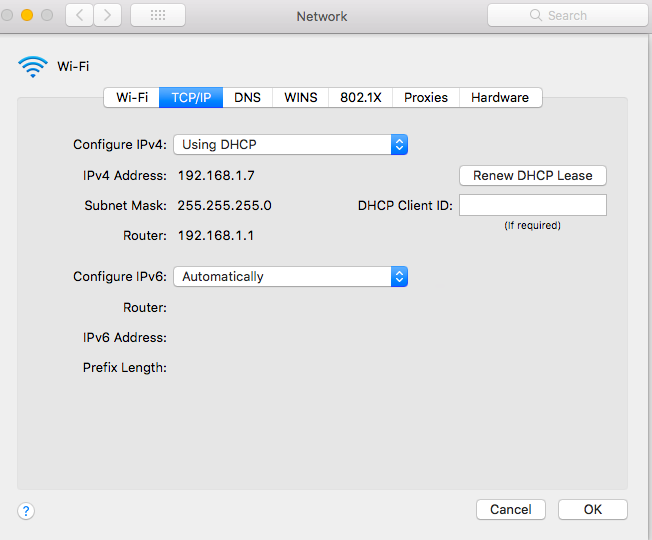 Network
Search
Wi-Fi
Wi-Fi TCP/IP DNS WINS 802.1X Proxies Hardware
Configure IPv4: Using DHCP
IPv4 Address: 192.168.1.7 Renew DHCP Lease
Subnet Mask: 255.255.255.0 DHCP Client ID:
(If required)
Router: 192.168.1.1
Configure IPv6: Automatically
Router:
IPv6 Address:
Prefix Length:
? Cancel OK